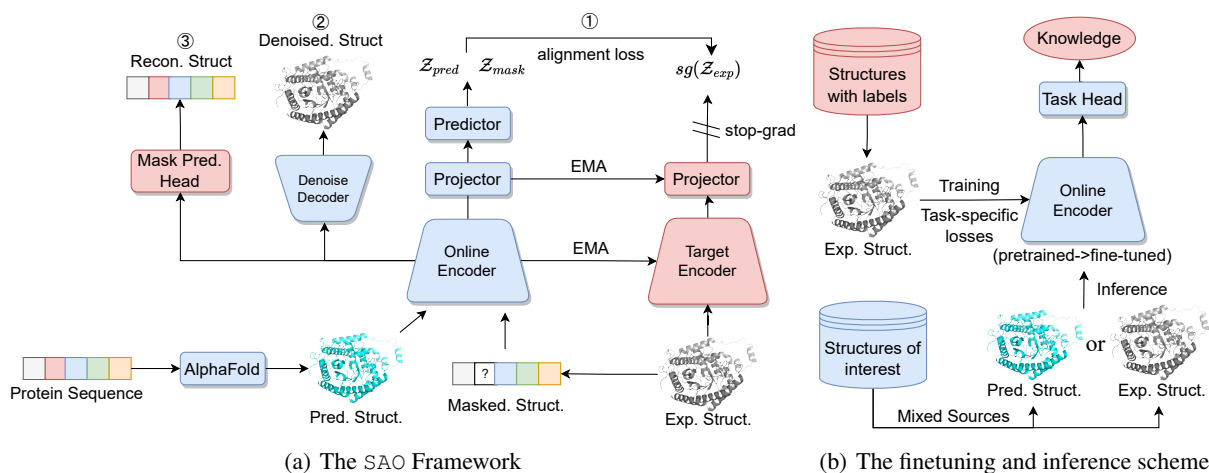 ③
Recon. Struct
②
Denoised. Struct
①
alignment loss
𝒵pred
𝒵mask
sg(𝒵exp)
stop-grad
Predictor
Mask Pred.
Head
Denoise
Decoder
Projector
EMA
Projector
Online
Encoder
EMA
Target
Encoder
Protein Sequence
AlphaFold
Pred. Struct.
?
Masked. Struct.
Exp. Struct.
(a) The SAO Framework
Structures
with labels
Knowledge
Task Head
Exp. Struct.
Training
Task-specific
losses
Online
Encoder
(pretrained->fine-tuned)
Inference
Structures of
interest
or
Pred. Struct.
Exp. Struct.
Mixed Sources
(b) The finetuning and inference scheme